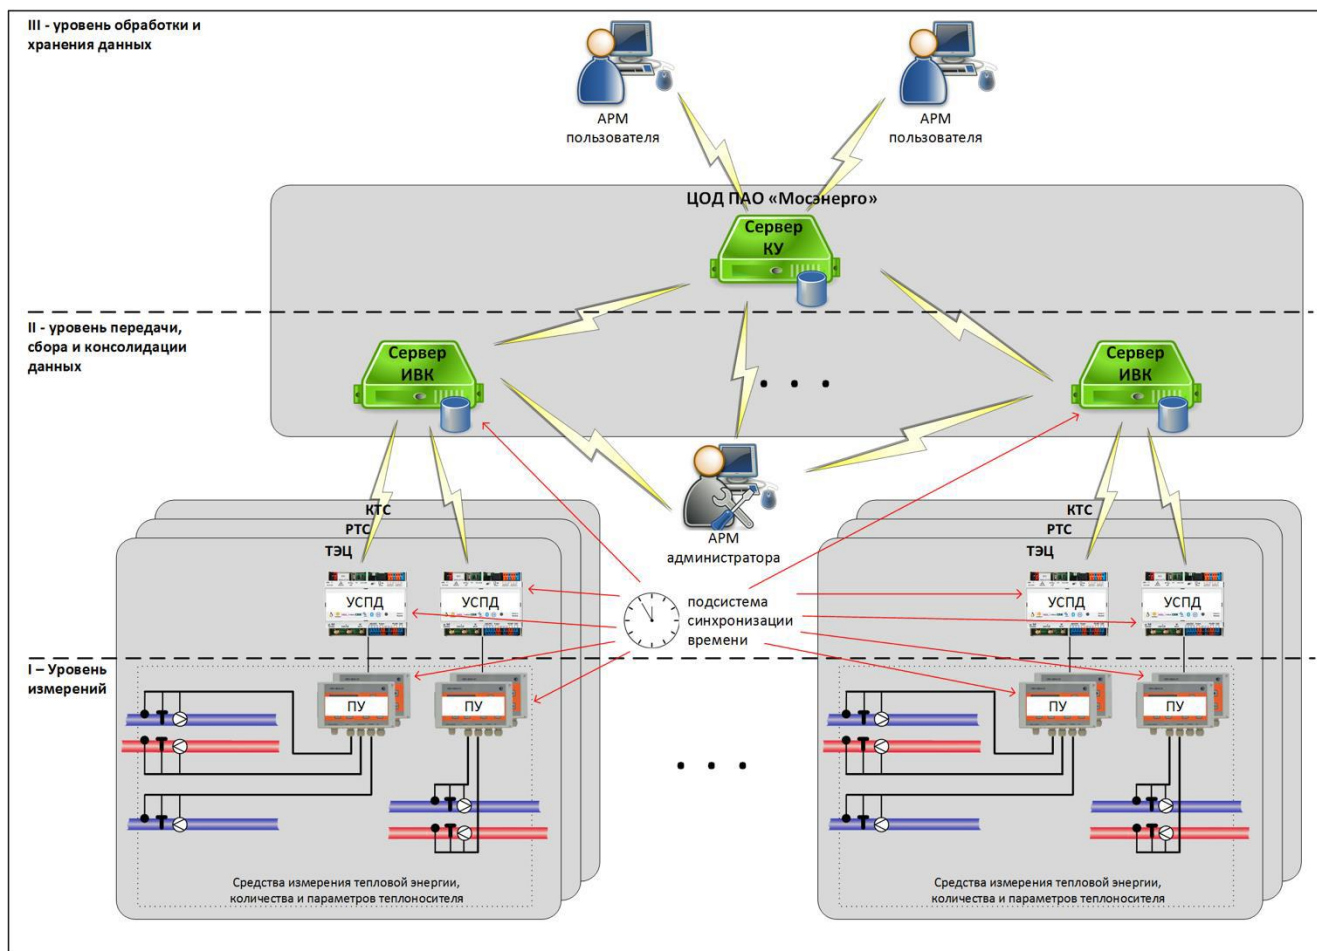 III - уровень обработки и
хранения данных
АРМ
пользователя
АРМ
пользователя
ЦОД ПАО «Мосэнерго»
Сервер
КУ
II - уровень передачи,
сбора и консолидации
данных
Сервер
ИВК
Сервер
ИВК
АРМ
администратора
КТС
РТС
ТЭЦ
КТС
РТС
ТЭЦ
УСПД
УСПД
подсистема
синхронизации
времени
УСПД
УСПД
I – Уровень
измерений
ПУ
ПУ
ПУ
ПУ
Средства измерения тепловой энергии,
количества и параметров теплоносителя
Средства измерения тепловой энергии,
количества и параметров теплоносителя